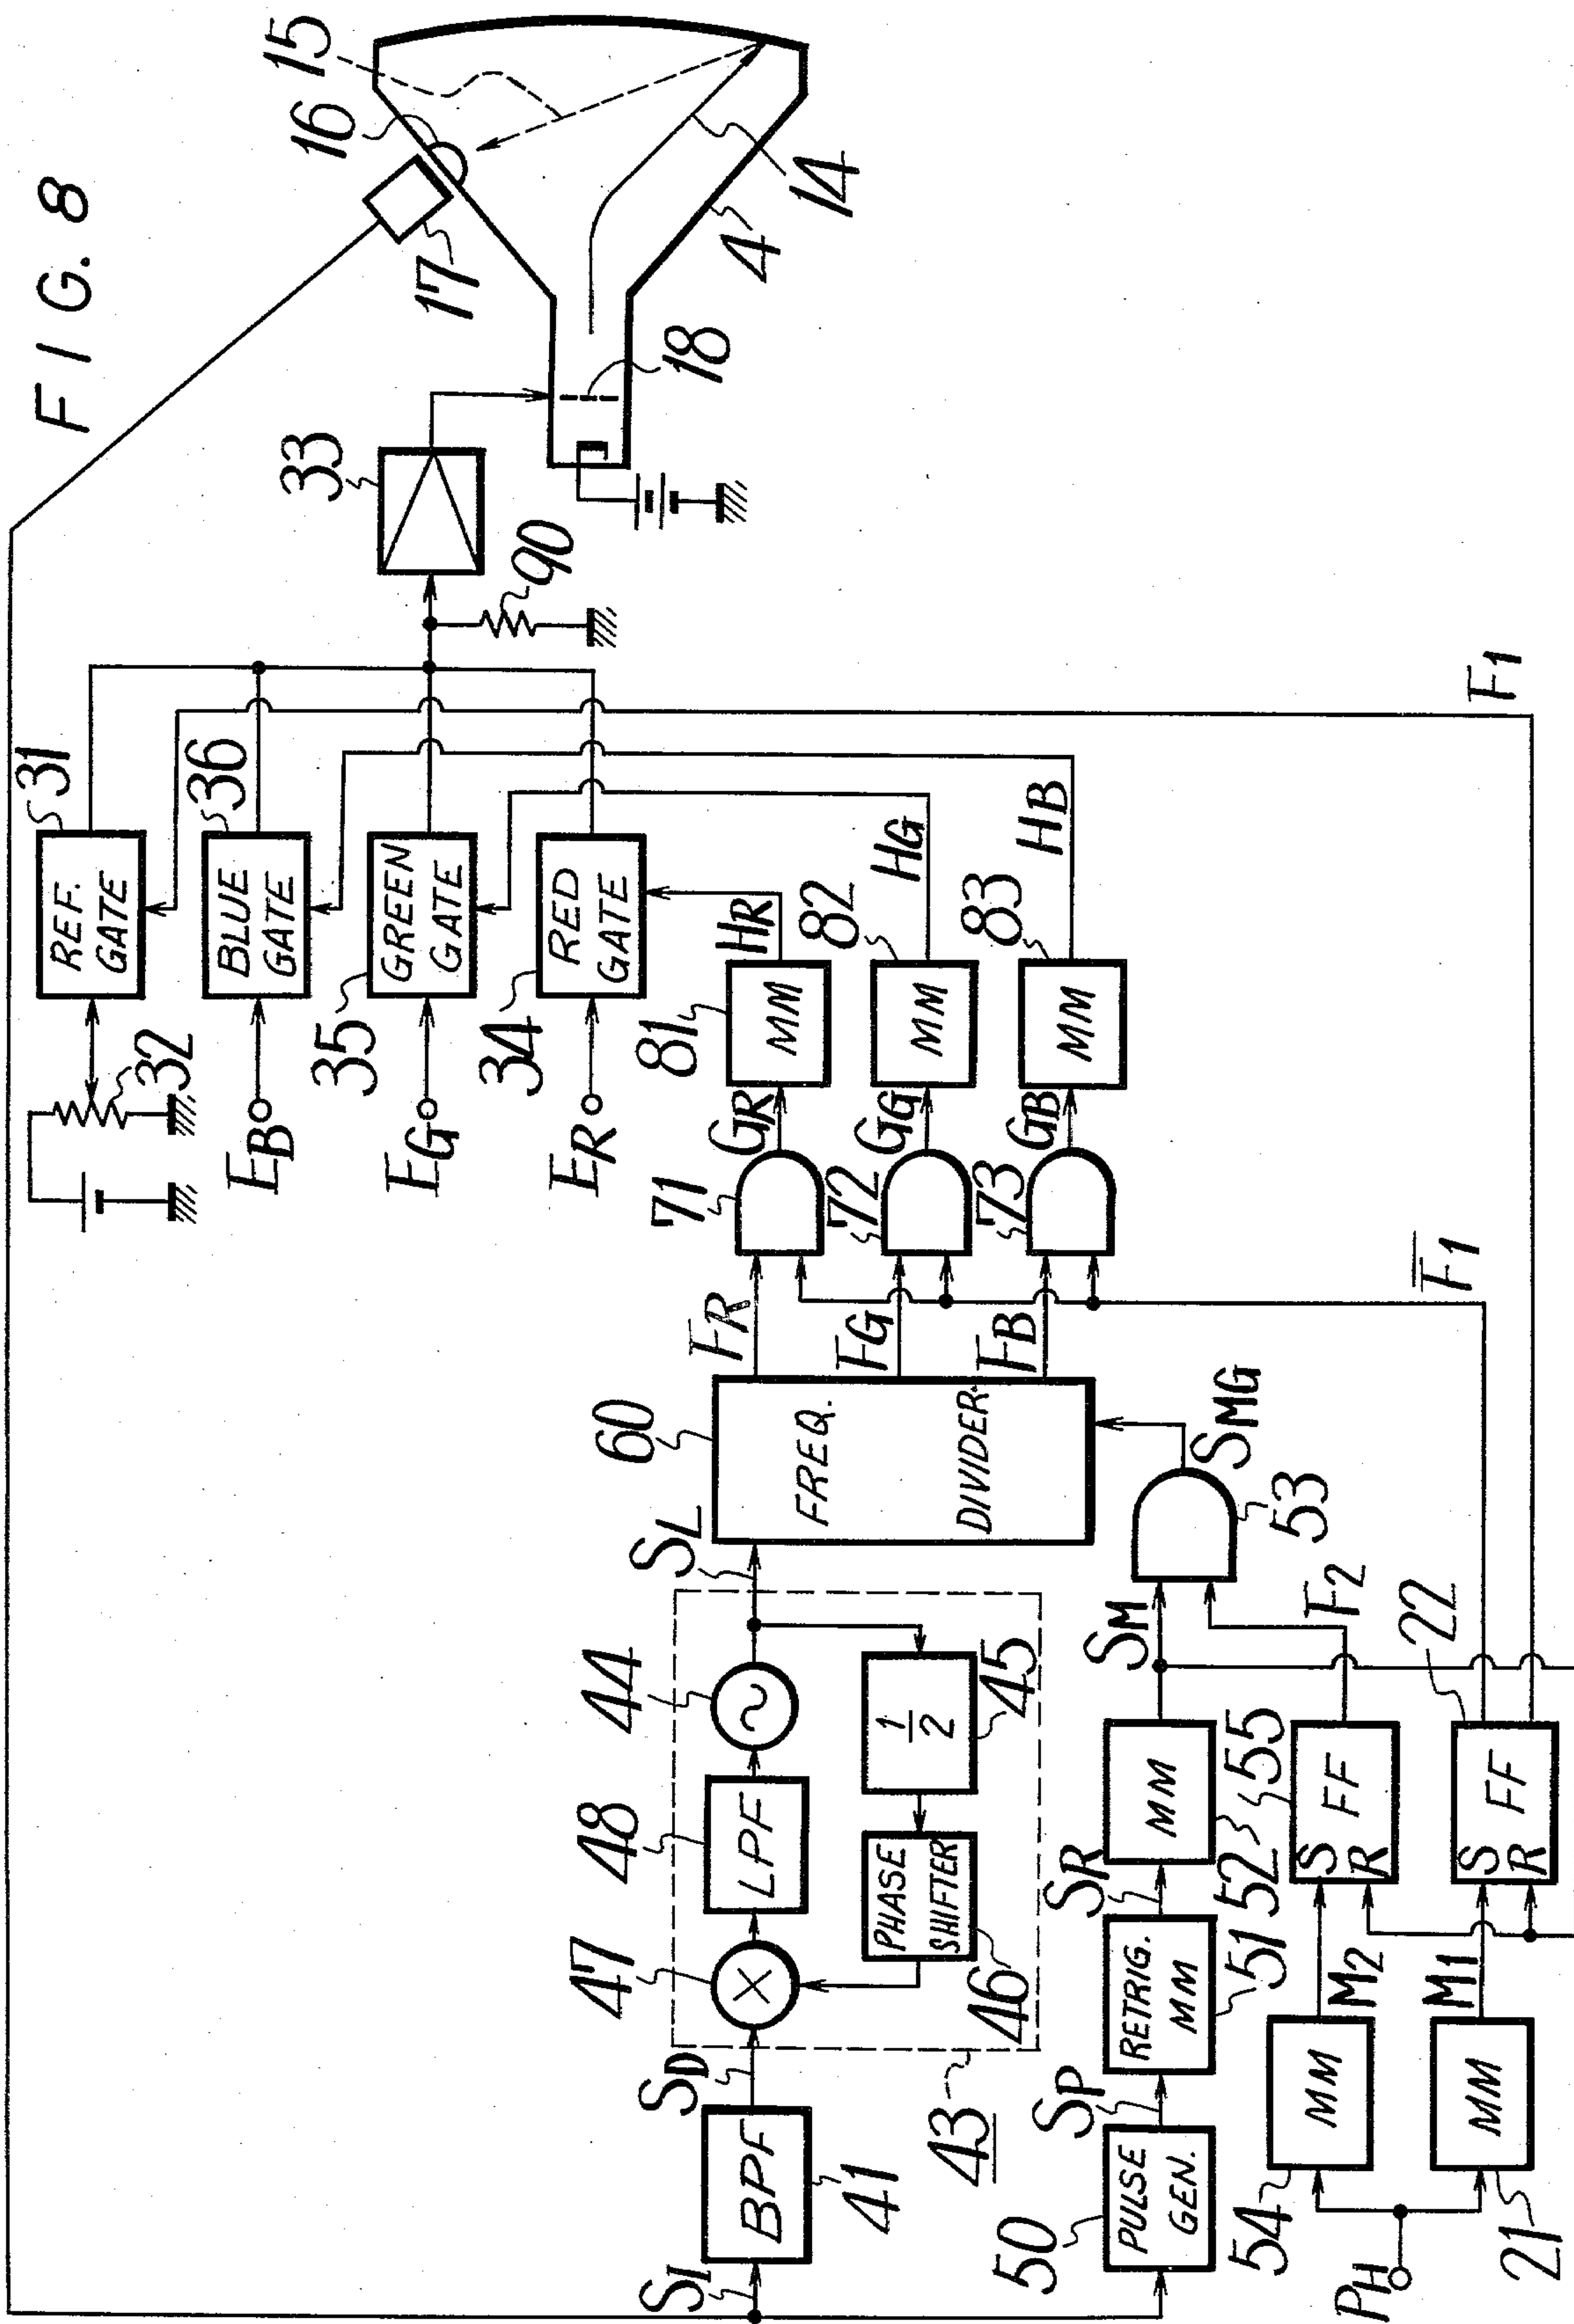 FIG. 8
15
16
17
4
14
18
33
90
31
REF.
GATE
32
36
BLUE
GATE
EB
35
GREEN
GATE
EG
34
RED
GATE
ER
F1
HR
HG
HB
81
MM
82
MM
83
MM
GR
GG
GB
71
72
73
FR
FG
FB
F̅1
60
FREQ.
DIVIDER
SMG
53
SL
44
48
LPF
47
1/2
45
PHASE
SHIFTER
46
43
SD
BPF
41
SI
SM
F2
22
MM
52
55
S
R
FF
S
R
FF
SR
RETRIG.
MM
51
SP
PULSE
GEN.
50
M2
M1
MM
54
MM
21
PH